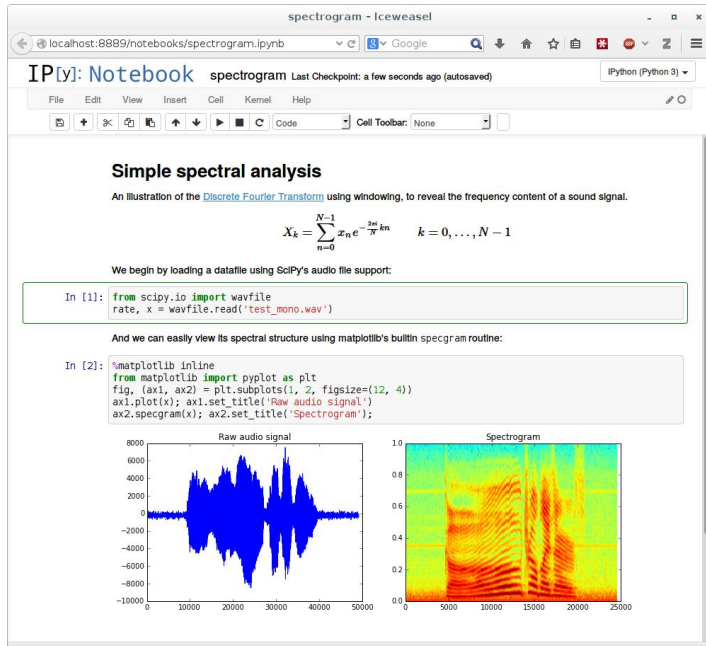 spectrogram - Iceweasel
localhost:8889/notebooks/spectrogram.ipynb
Google
IP[y]: Notebook spectrogram Last Checkpoint: a few seconds ago (autosaved)
IPython (Python 3)
File Edit View Insert Cell Kernel Help
Code Cell Toolbar: None
Simple spectral analysis
An illustration of the Discrete Fourier Transform using windowing, to reveal the frequency content of a sound signal.
X_k = \sum_{n=0}^{N-1} x_n e^{-\frac{2\pi i}{N} kn} k = 0, . . . , N − 1
We begin by loading a datafile using SciPy's audio file support:
In [1]: from scipy.io import wavfile
rate, x = wavfile.read('test_mono.wav')
And we can easily view its spectral structure using matplotlib's builtin specgram routine:
In [2]: %matplotlib inline
from matplotlib import pyplot as plt
fig, (ax1, ax2) = plt.subplots(1, 2, figsize=(12, 4))
ax1.plot(x); ax1.set_title('Raw audio signal')
ax2.specgram(x); ax2.set_title('Spectrogram');
Raw audio signal
8000
6000
4000
2000
0
−2000
−4000
−6000
−8000
−10000
0 10000 20000 30000 40000 50000
Spectrogram
1.0
0.8
0.6
0.4
0.2
0.0
0 5000 10000 15000 20000 25000